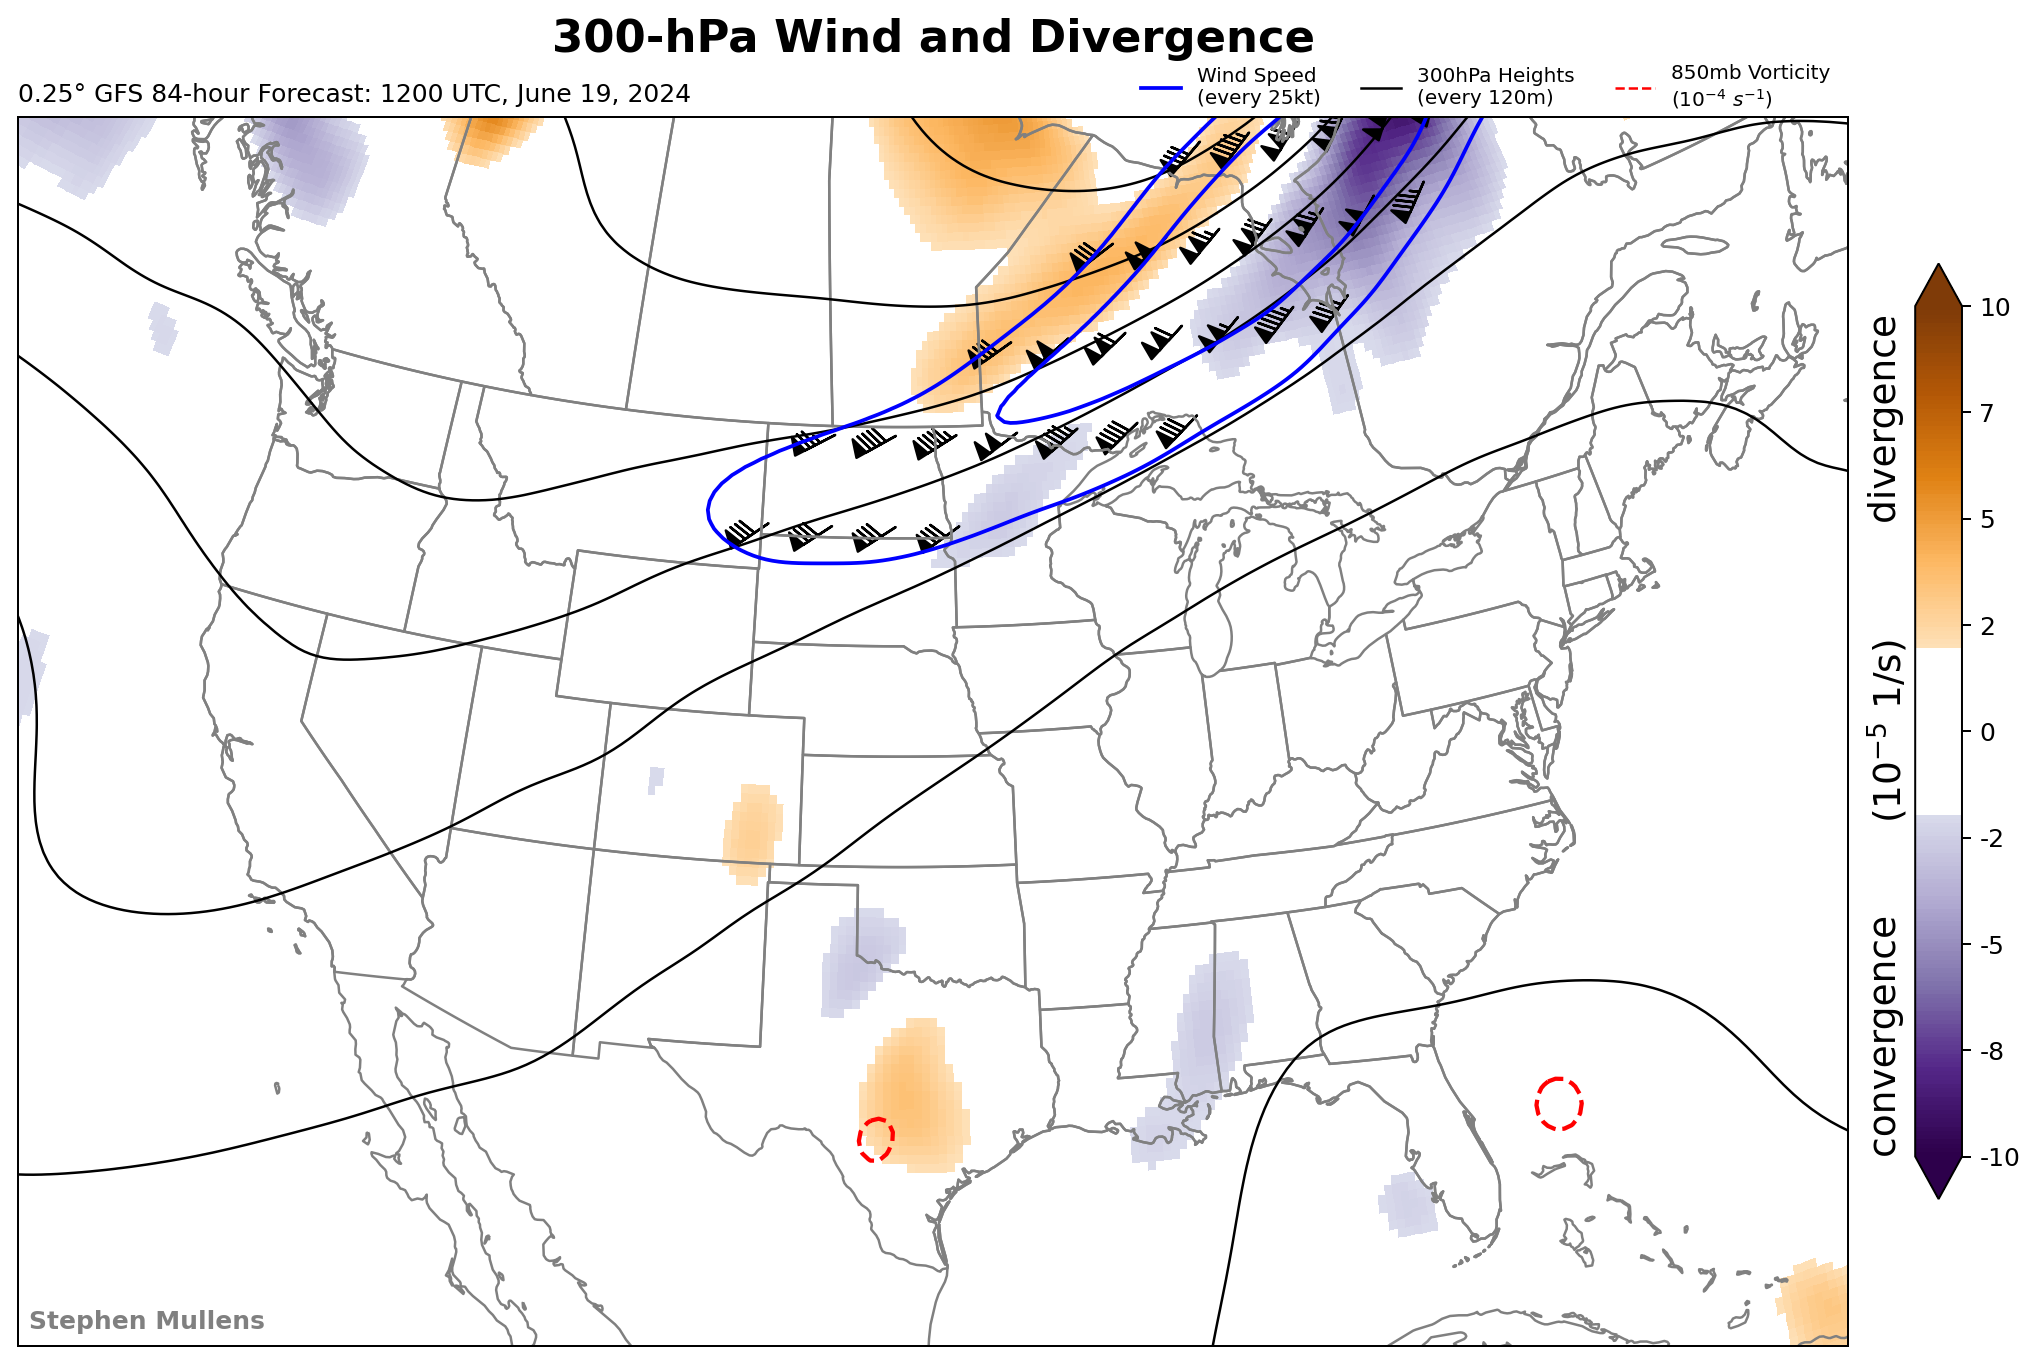 300-hPa Wind and Divergence
0.25° GFS 84-hour Forecast: 1200 UTC, June 19, 2024
Wind Speed
(every 25kt)
300hPa Heights
(every 120m)
850mb Vorticity
(10⁻⁴ s⁻¹)
10
7
5
2
0
-2
-5
-8
-10
convergence (10⁻⁵ 1/s) divergence
Stephen Mullens